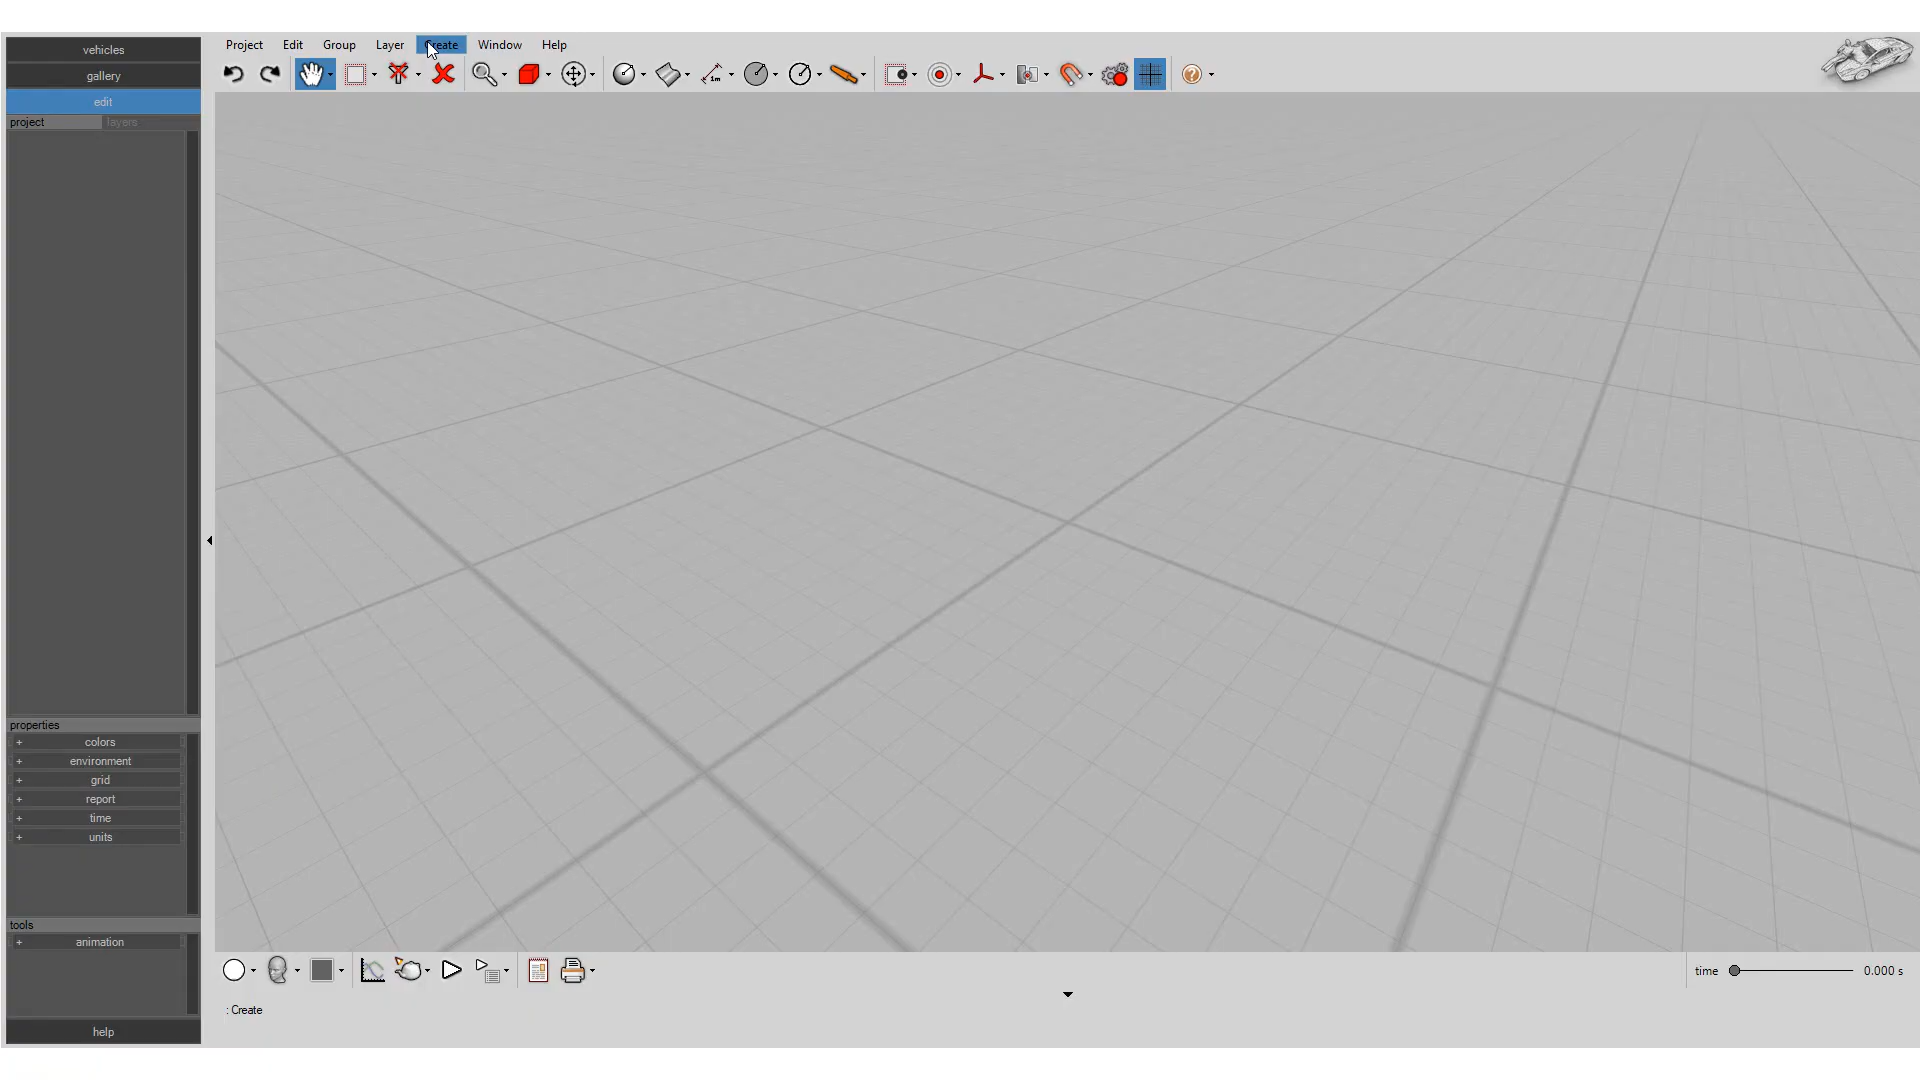 vehicles
gallery
edit
project layers
properties
+ colors
+ environment
+ grid
+ report
+ time
+ units
tools
+ animation
help
Project Edit Group Layer Create Window Help
1m
time 0.000 s
: Create